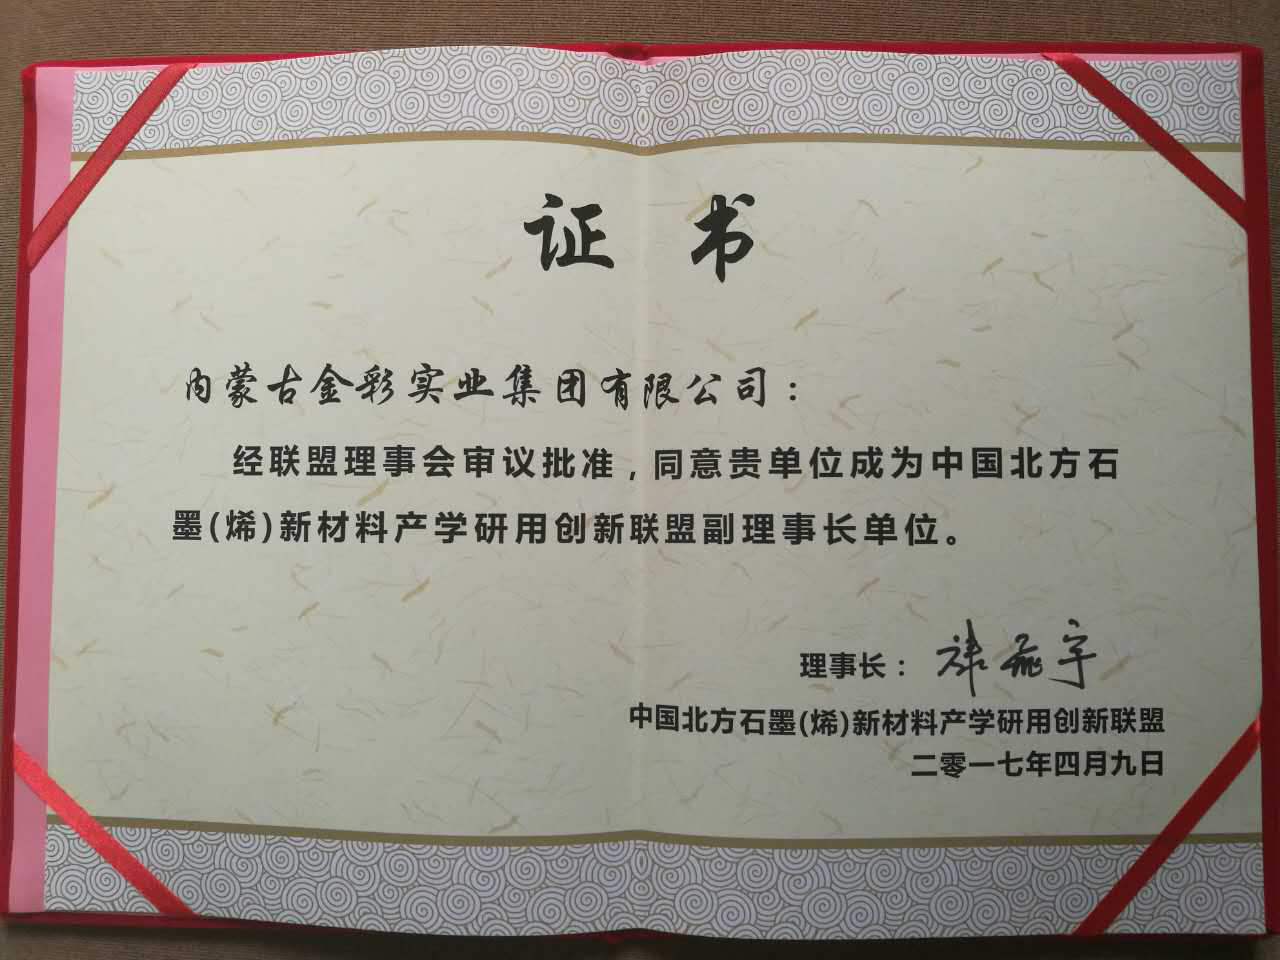 证书
内蒙古金彩实业集团有限公司：
经联盟理事会审议批准，同意贵单位成为中国北方石
墨(烯)新材料产学研用创新联盟副理事长单位。
理事长：
中国北方石墨(烯)新材料产学研用创新联盟
二零一七年四月九日